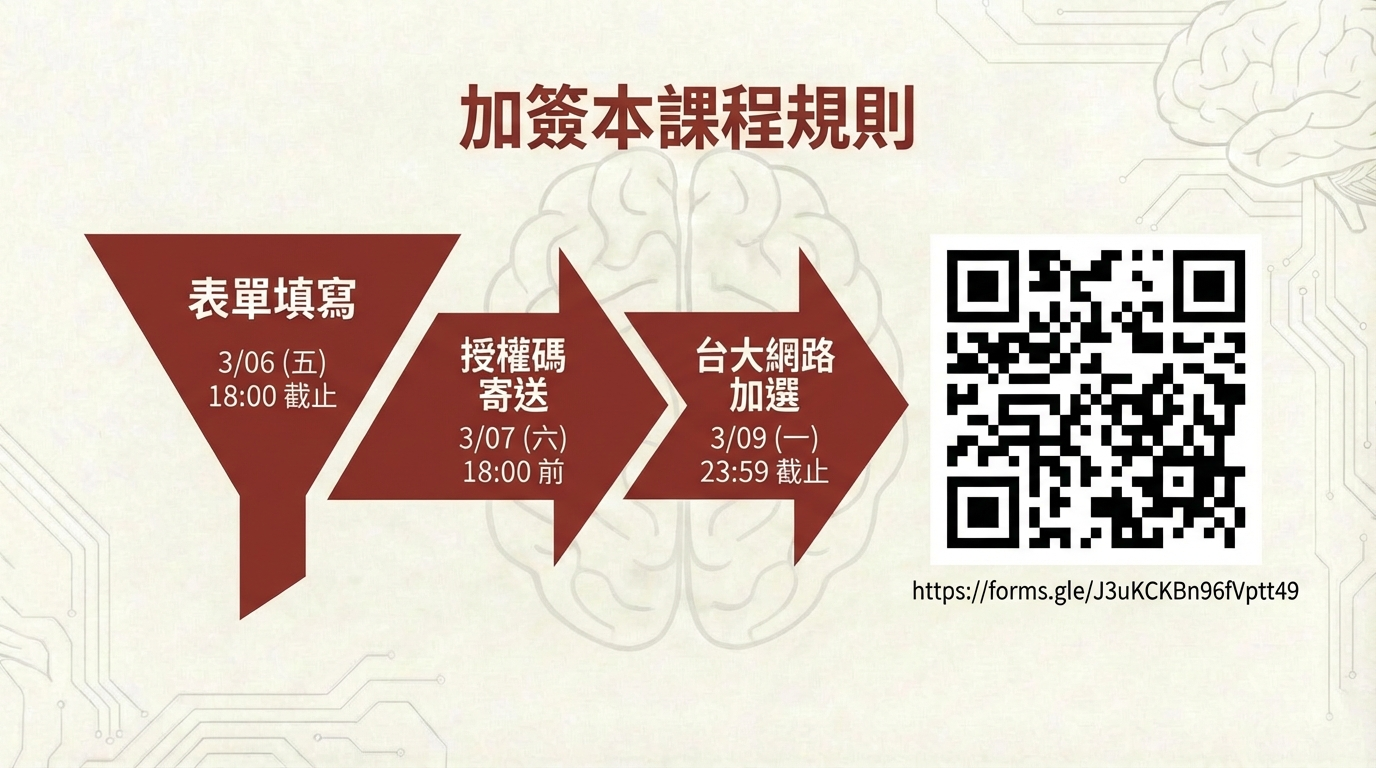 加簽本課程規則
表單填寫
3/06 (五)
18:00 截止
授權碼
寄送
3/07 (六)
18:00 前
台大網路
加選
3/09 (一)
23:59 截止
https://forms.gle/J3uKCKBn96fVptt49